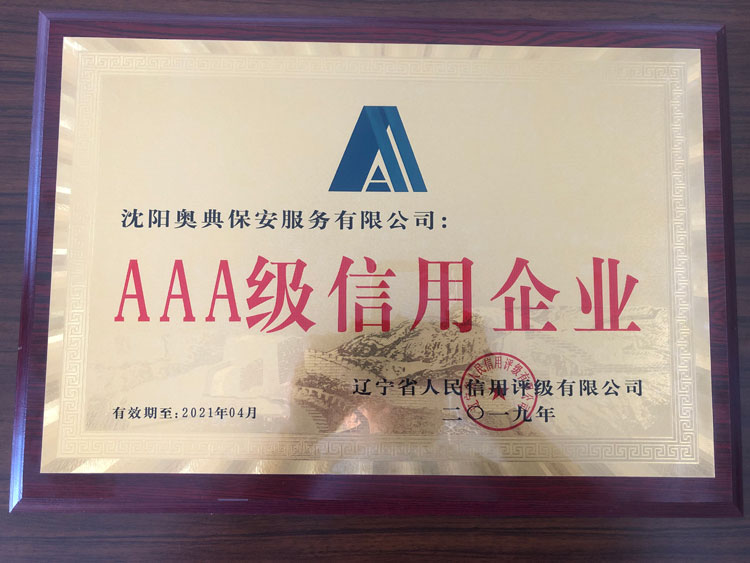 沈阳奥典保安服务有限公司：
AAA级信用企业
辽宁省人民信用评级有限公司
有效期至：2021年04月
二〇一九年